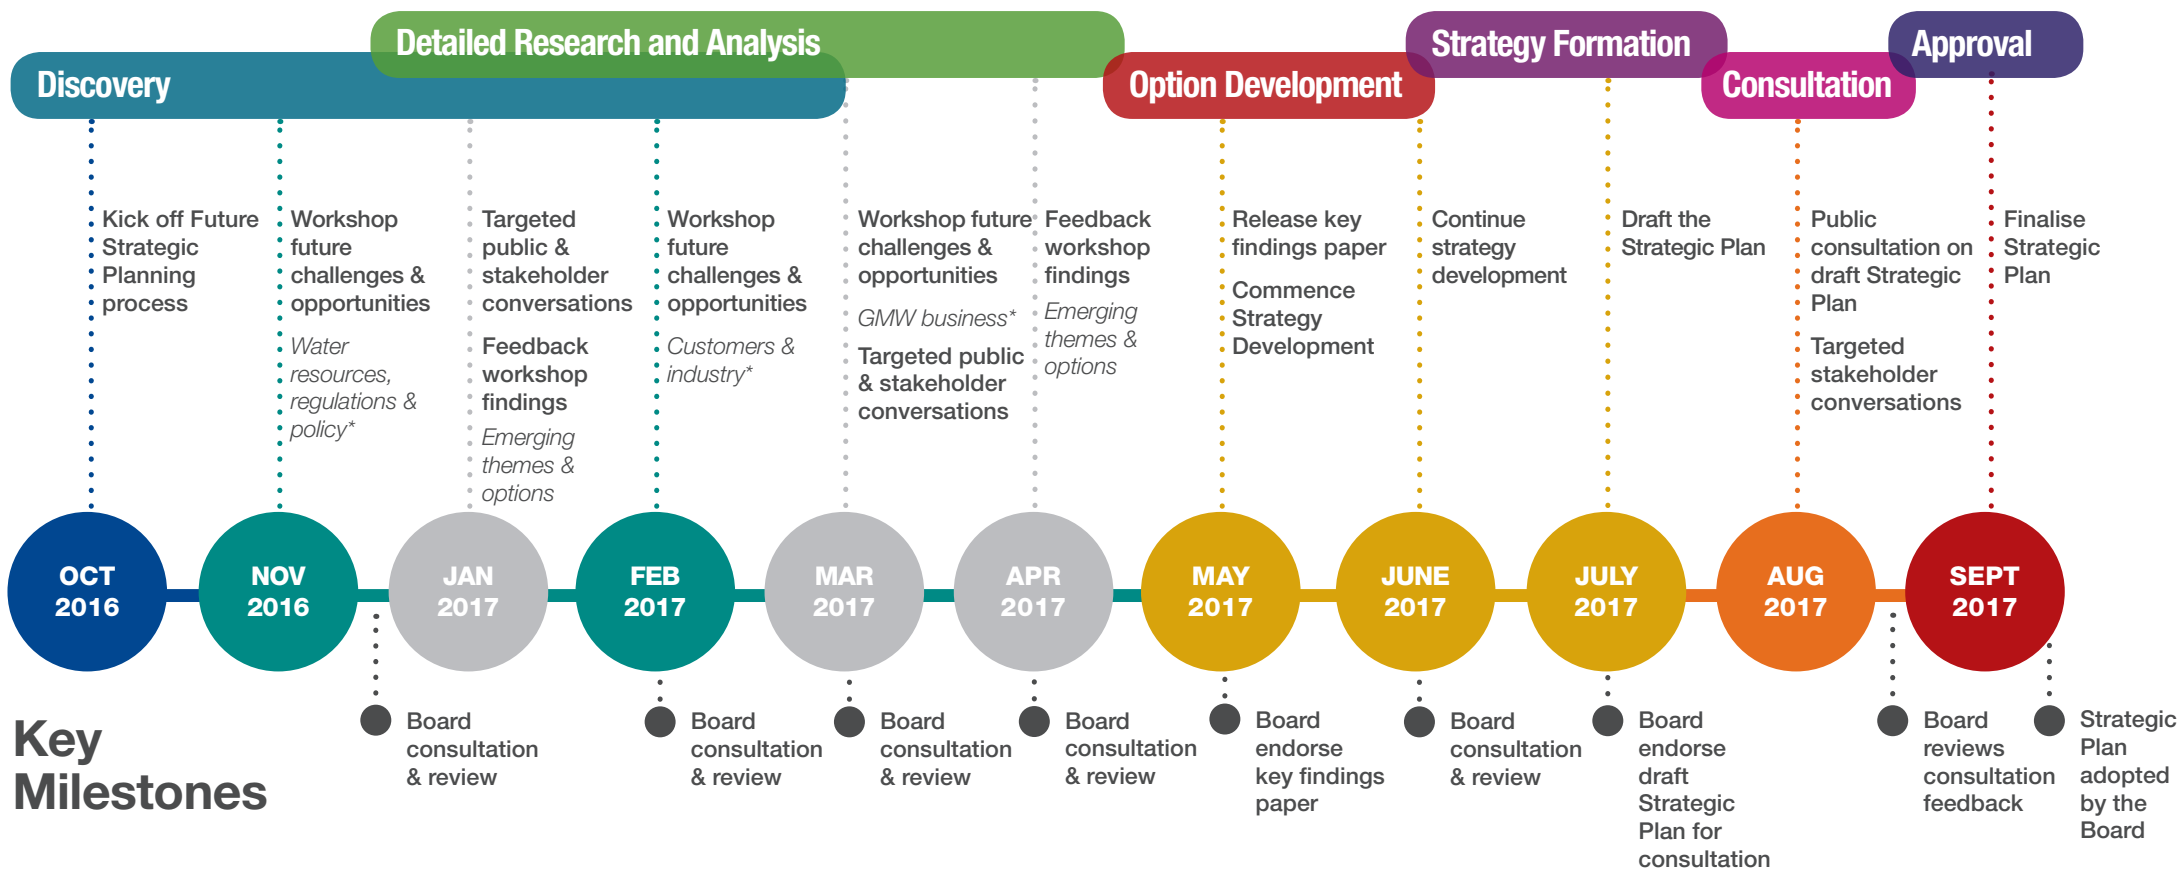 Detailed Research and Analysis
Strategy Formation
Approval
Discovery
Option Development
Consultation
Kick off Future
Strategic
Planning
process
Workshop
future
challenges &
opportunities
Water
resources,
regulations &
policy*
Targeted
public &
stakeholder
conversations
Feedback
workshop
findings
Emerging
themes &
options
Workshop
future
challenges &
opportunities
Customers &
industry*
Workshop future
challenges &
opportunities
GMW business*
Targeted public
& stakeholder
conversations
Feedback
workshop
findings
Emerging
themes &
options
Release key
findings paper
Commence
Strategy
Development
Continue
strategy
development
Draft the
Strategic Plan
Public
consultation on
draft Strategic
Plan
Targeted
stakeholder
conversations
Finalise
Strategic
Plan
OCT
2016
NOV
2016
JAN
2017
FEB
2017
MAR
2017
APR
2017
MAY
2017
JUNE
2017
JULY
2017
AUG
2017
SEPT
2017
Key
Milestones
Board
consultation
& review
Board
consultation
& review
Board
consultation
& review
Board
consultation
& review
Board
endorse
key findings
paper
Board
consultation
& review
Board
endorse
draft
Strategic
Plan for
consultation
Board
reviews
consultation
feedback
Strategic
Plan
adopted
by the
Board